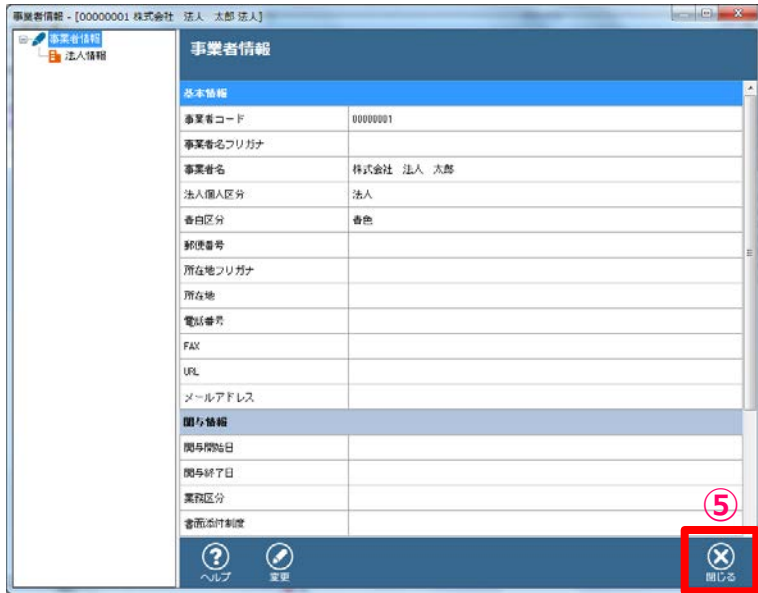 事業者情報 - [00000001 株式会社 法人 太郎 法人]
事業者情報
法人情報
事業者情報
基本情報
事業者コード 00000001
事業者名フリガナ
事業者名 株式会社 法人 太郎
法人個人区分 法人
青白区分 青色
郵便番号
所在地フリガナ
所在地
電話番号
FAX
URL
メールアドレス
関与情報
関与開始日
関与終了日
業務区分
書面添付制度
⑤
ヘルプ 変更 閉じる